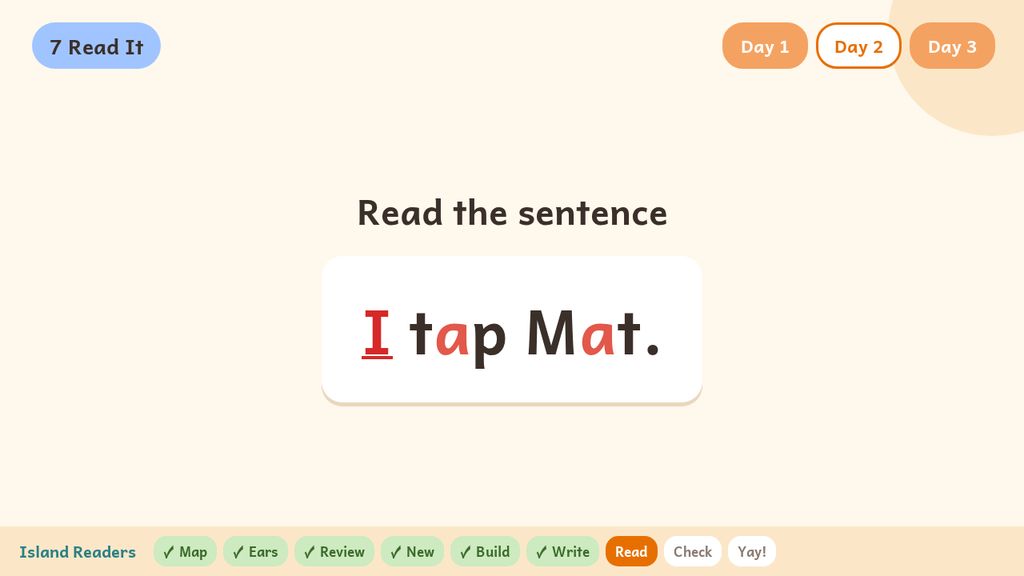 7 Read It
Day 1 Day 2 Day 3
Read the sentence
I tap Mat.
Island Readers ✓ Map ✓ Ears ✓ Review ✓ New ✓ Build ✓ Write Read Check Yay!